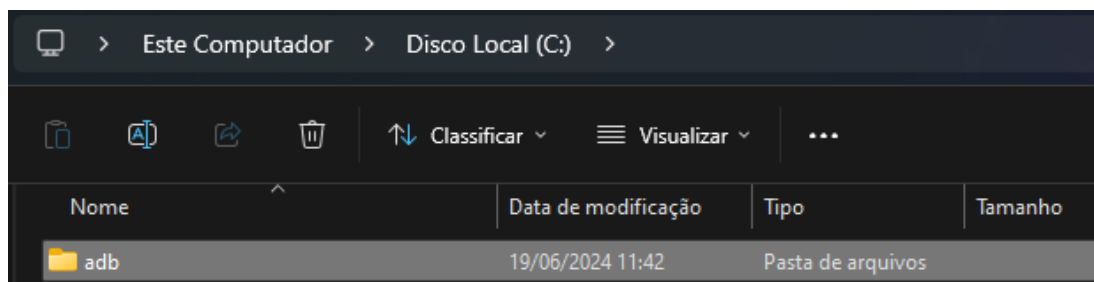 > Este Computador > Disco Local (C:) >
Classificar Visualizar ...
Nome Data de modificação Tipo Tamanho
adb 19/06/2024 11:42 Pasta de arquivos